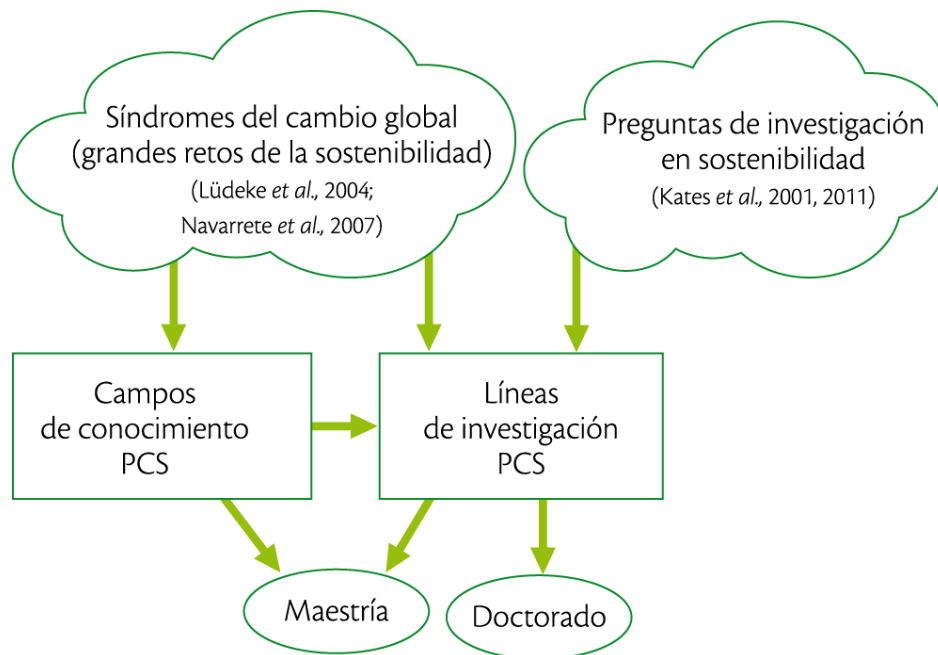 Síndromes del cambio global
(grandes retos de la sostenibilidad)
(Lüdeke et al., 2004;
Navarrete et al., 2007)
Preguntas de investigación
en sostenibilidad
(Kates et al., 2001, 2011)
Campos
de conocimiento
PCS
Líneas
de investigación
PCS
Maestría
Doctorado